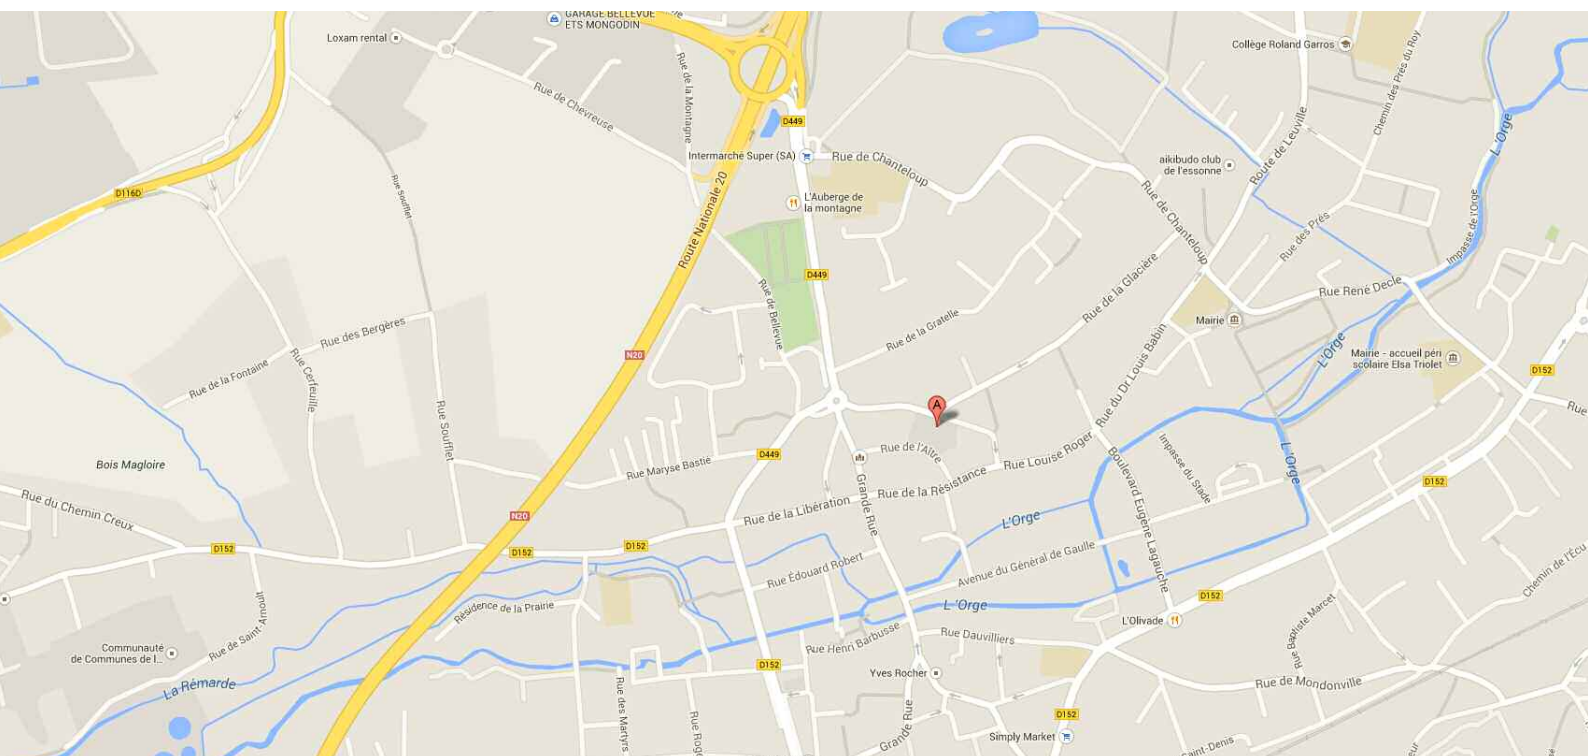 GARAGE BELLEVUE
ETS MONGODIN
Loxam rental
Collège Roland Garros
Rue de la Montagne
Rue de Chevreuse
Chemin des Prés du Roy
D449
L'Orge
Route de Leuville
Intermarché Super (SA)
Rue de Chanteloup
aikibudo club
de l'essonne
D116D
Rue Soufflet
L'Auberge de
la montagne
Route Nationale 20
Rue de Chanteloup
Rue des Prés
Impasse de l'Orge
D449
Rue de Bellevue
Rue de la Glacière
Rue René Decle
Rue de la Gratelle
Mairie
Rue des Bergères
N20
L'Orge
Mairie - accueil péri
scolaire Elsa Triolet
Rue de la Fontaine
Rue Cerfeuille
Rue du Dr Louis Babin
D152
A
Rue
Rue Soufflet
Bois Magloire
D449
Rue Maryse Bastié
Rue de l'Aître
Rue Louise Roger
Impasse du Stade
L'Orge
D152
Rue du Chemin Creux
Grande Rue
Rue de la Résistance
Rue de la Libération
Boulevard Eugène Lagauche
N20
L'Orge
D152
D152
D152
Rue Édouard Robert
Avenue du Général de Gaulle
Chemin de l'Écu
Résidence de la Prairie
L'Orge
D152
L'Olivade
Rue Baptiste Marcet
Rue de Saint-Arnoult
Rue Henri Barbusse
Rue Dauvilliers
Communauté
de Communes de l...
D152
Yves Rocher
La Rémarde
Rue des Martyrs
Rue Rog
Grande Rue
Rue de Mondonville
D152
Simply Market
aint-Denis